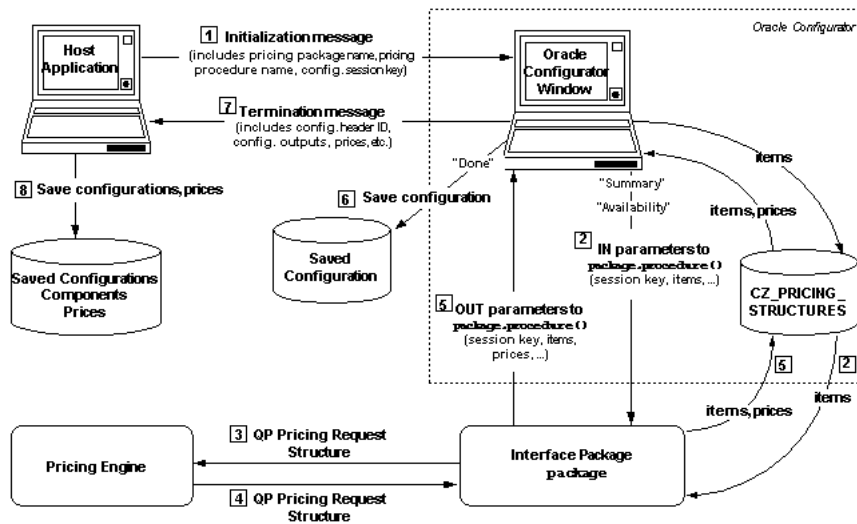 Oracle Configurator
1 Initialization message
(includes pricing package name, pricing
procedure name, config. session key)
Host
Application
Oracle
Configurator
Window
7 Termination message
(includes config. header ID,
config. outputs, prices, etc.)
"Done"
items
8 Save configurations, prices
6 Save configuration
"Summary"
"Availability"
items, prices
2 IN parameters to
package.procedure()
(session key, items, ...)
Saved Configurations
Components
Prices
Saved
Configuration
CZ_PRICING_
STRUCTURES
5 OUT parameters to
package.procedure()
(session key, items,
prices, ...)
5
2
items, prices
items
3 QP Pricing Request
Structure
Pricing Engine
Interface Package
package
4 QP Pricing Request
Structure